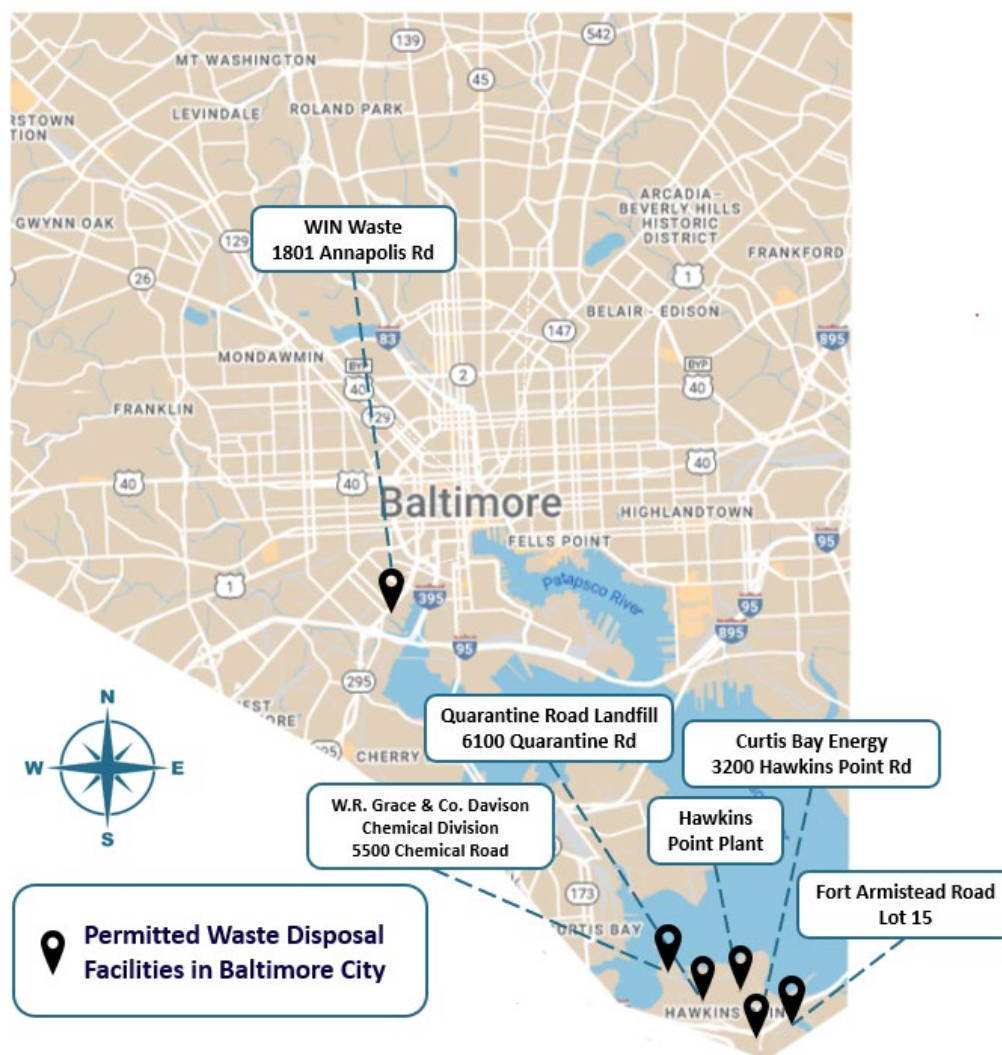 139
542
MT WASHINGTON
45
ROLAND PARK
LEVINDALE
RSTOWN
TION
ARCADIA-
BEVERLY HILLS
HISTORIC
DISTRICT
GWYNN OAK
WIN Waste
1801 Annapolis Rd
129
FRANKFORD
26
1
BELAIR - EDISON
147
83
895
MONDAWMIN
BYP
40
BYP
40
2
FRANKLIN
129
40
40
40
Baltimore
HIGHLANDTOWN
FELLS POINT
95
Patapsco River
1
395
95
895
95
295
Quarantine Road Landfill
6100 Quarantine Rd
Curtis Bay Energy
3200 Hawkins Point Rd
N
W E
S
CHERRY
W.R. Grace & Co. Davison
Chemical Division
5500 Chemical Road
Hawkins
Point Plant
Fort Armistead Road
Lot 15
173
CURTIS BAY
Permitted Waste Disposal
Facilities in Baltimore City
HAWKINS